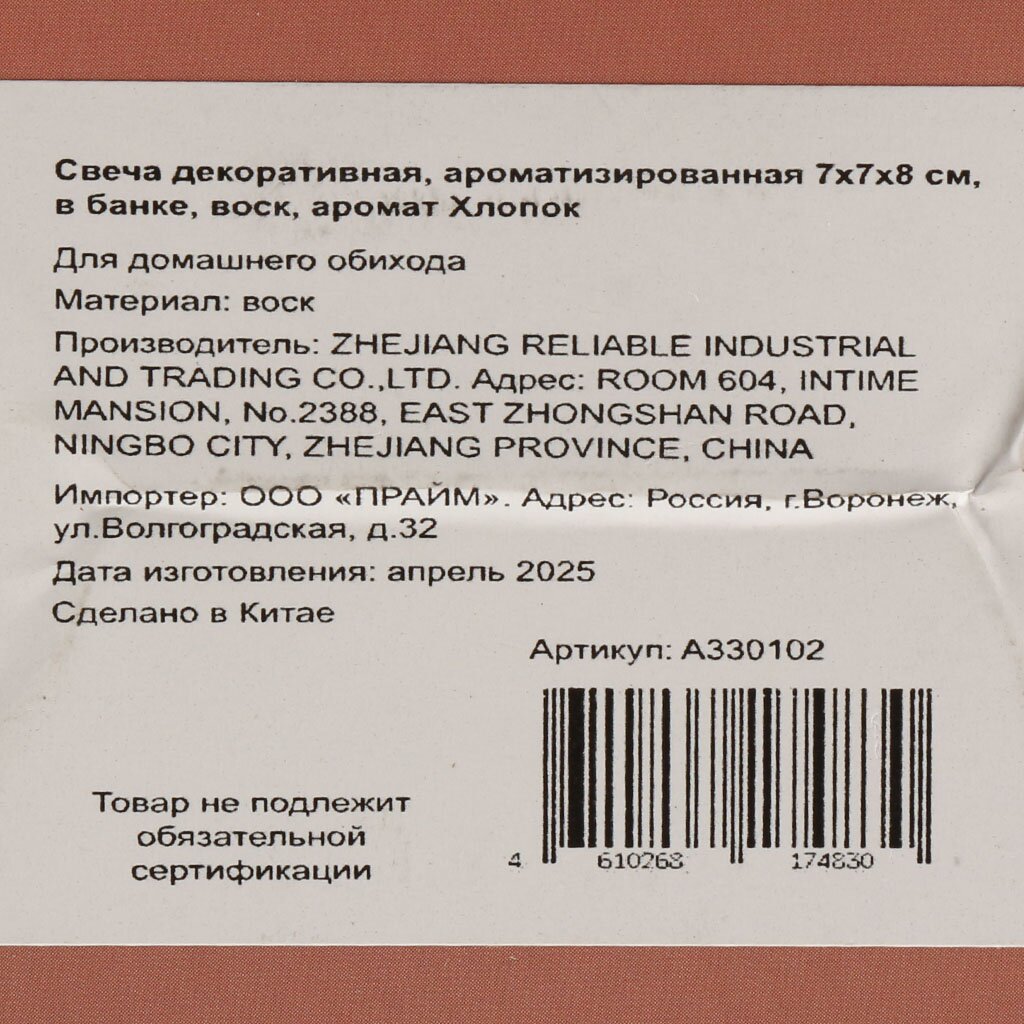 Свеча декоративная, ароматизированная 7х7х8 см,
в банке, воск, аромат Хлопок
Для домашнего обихода
Материал: воск
Производитель: ZHEJIANG RELIABLE INDUSTRIAL
AND TRADING CO.,LTD. Адрес: ROOM 604, INTIME
MANSION, No.2388, EAST ZHONGSHAN ROAD,
NINGBO CITY, ZHEJIANG PROVINCE, CHINA
Импортер: ООО «ПРАЙМ». Адрес: Россия, г.Воронеж,
ул.Волгоградская, д.32
Дата изготовления: апрель 2025
Сделано в Китае
Артикул: A330102
Товар не подлежит
обязательной
сертификации
4 610268 174830